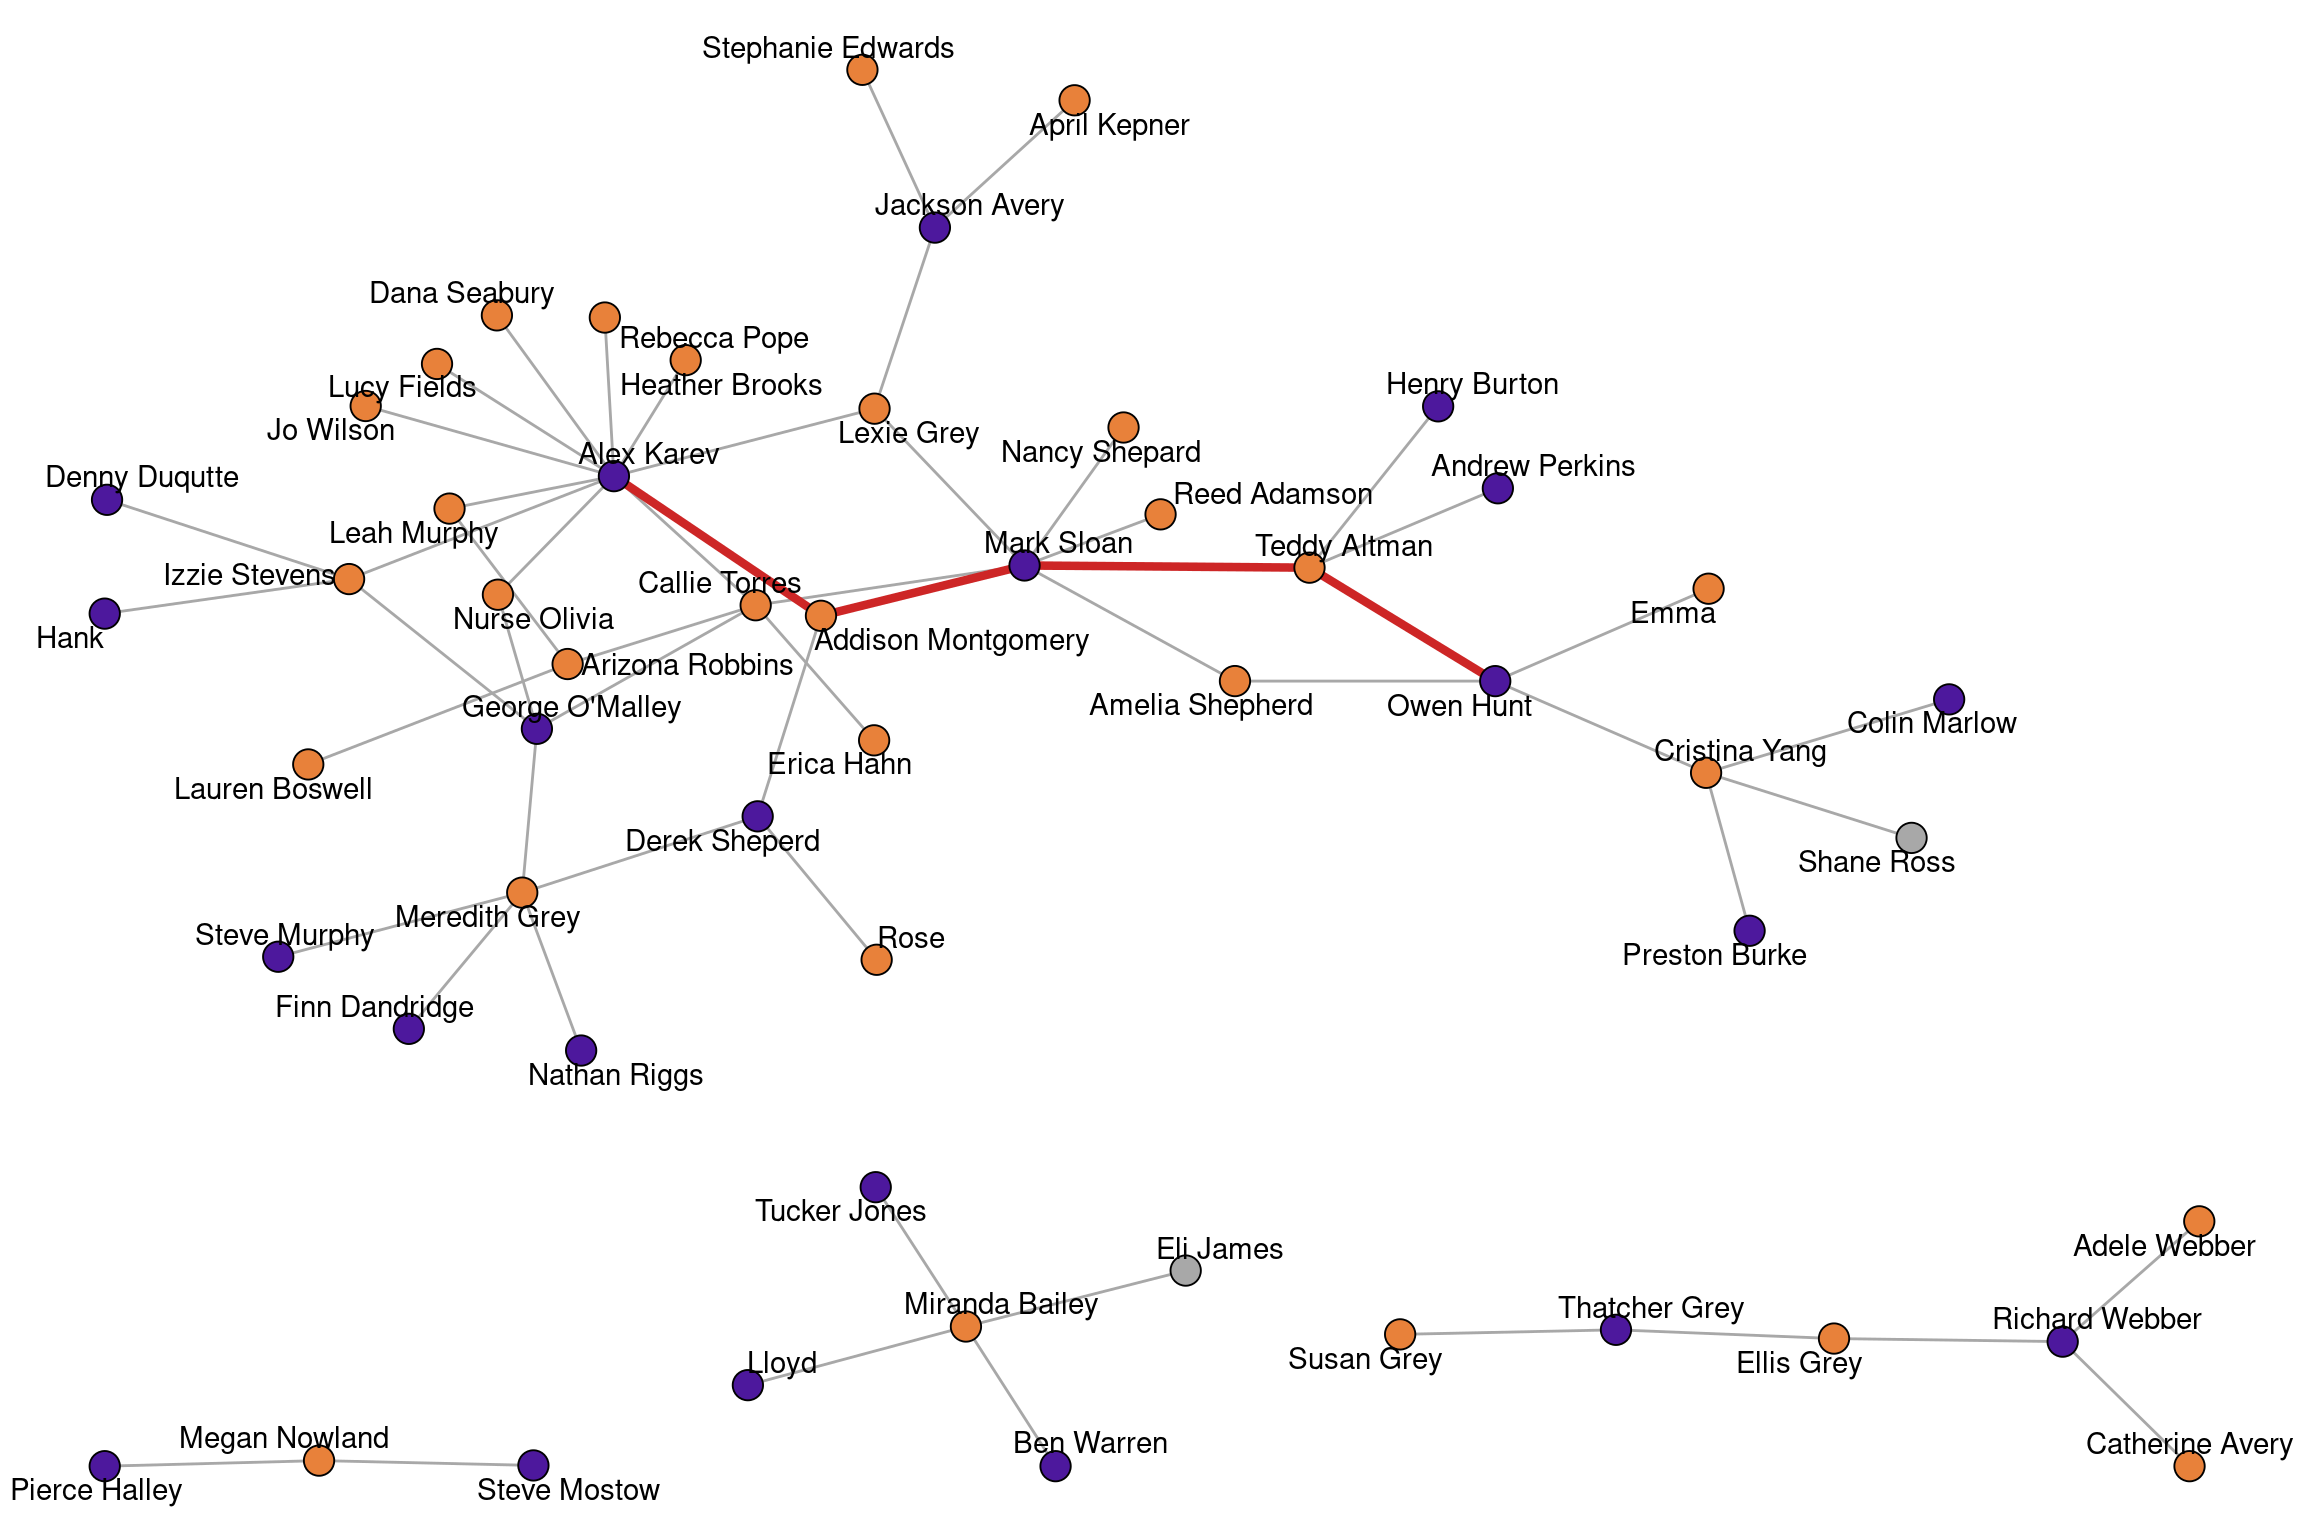 Stephanie Edwards
April Kepner
Jackson Avery
Dana Seabury
Rebecca Pope
Lucy Fields
Heather Brooks
Henry Burton
Jo Wilson
Lexie Grey
Nancy Shepard
Alex Karev
Andrew Perkins
Denny Duqutte
Reed Adamson
Leah Murphy
Mark Sloan
Teddy Altman
Izzie Stevens
Callie Torres
Emma
Nurse Olivia
Hank
Addison Montgomery
Arizona Robbins
George O'Malley
Amelia Shepherd
Owen Hunt
Colin Marlow
Cristina Yang
Erica Hahn
Lauren Boswell
Derek Sheperd
Shane Ross
Meredith Grey
Steve Murphy
Rose
Preston Burke
Finn Dandridge
Nathan Riggs
Tucker Jones
Eli James
Adele Webber
Miranda Bailey
Thatcher Grey
Richard Webber
Lloyd
Susan Grey
Ellis Grey
Megan Nowland
Ben Warren
Catherine Avery
Pierce Halley
Steve Mostow